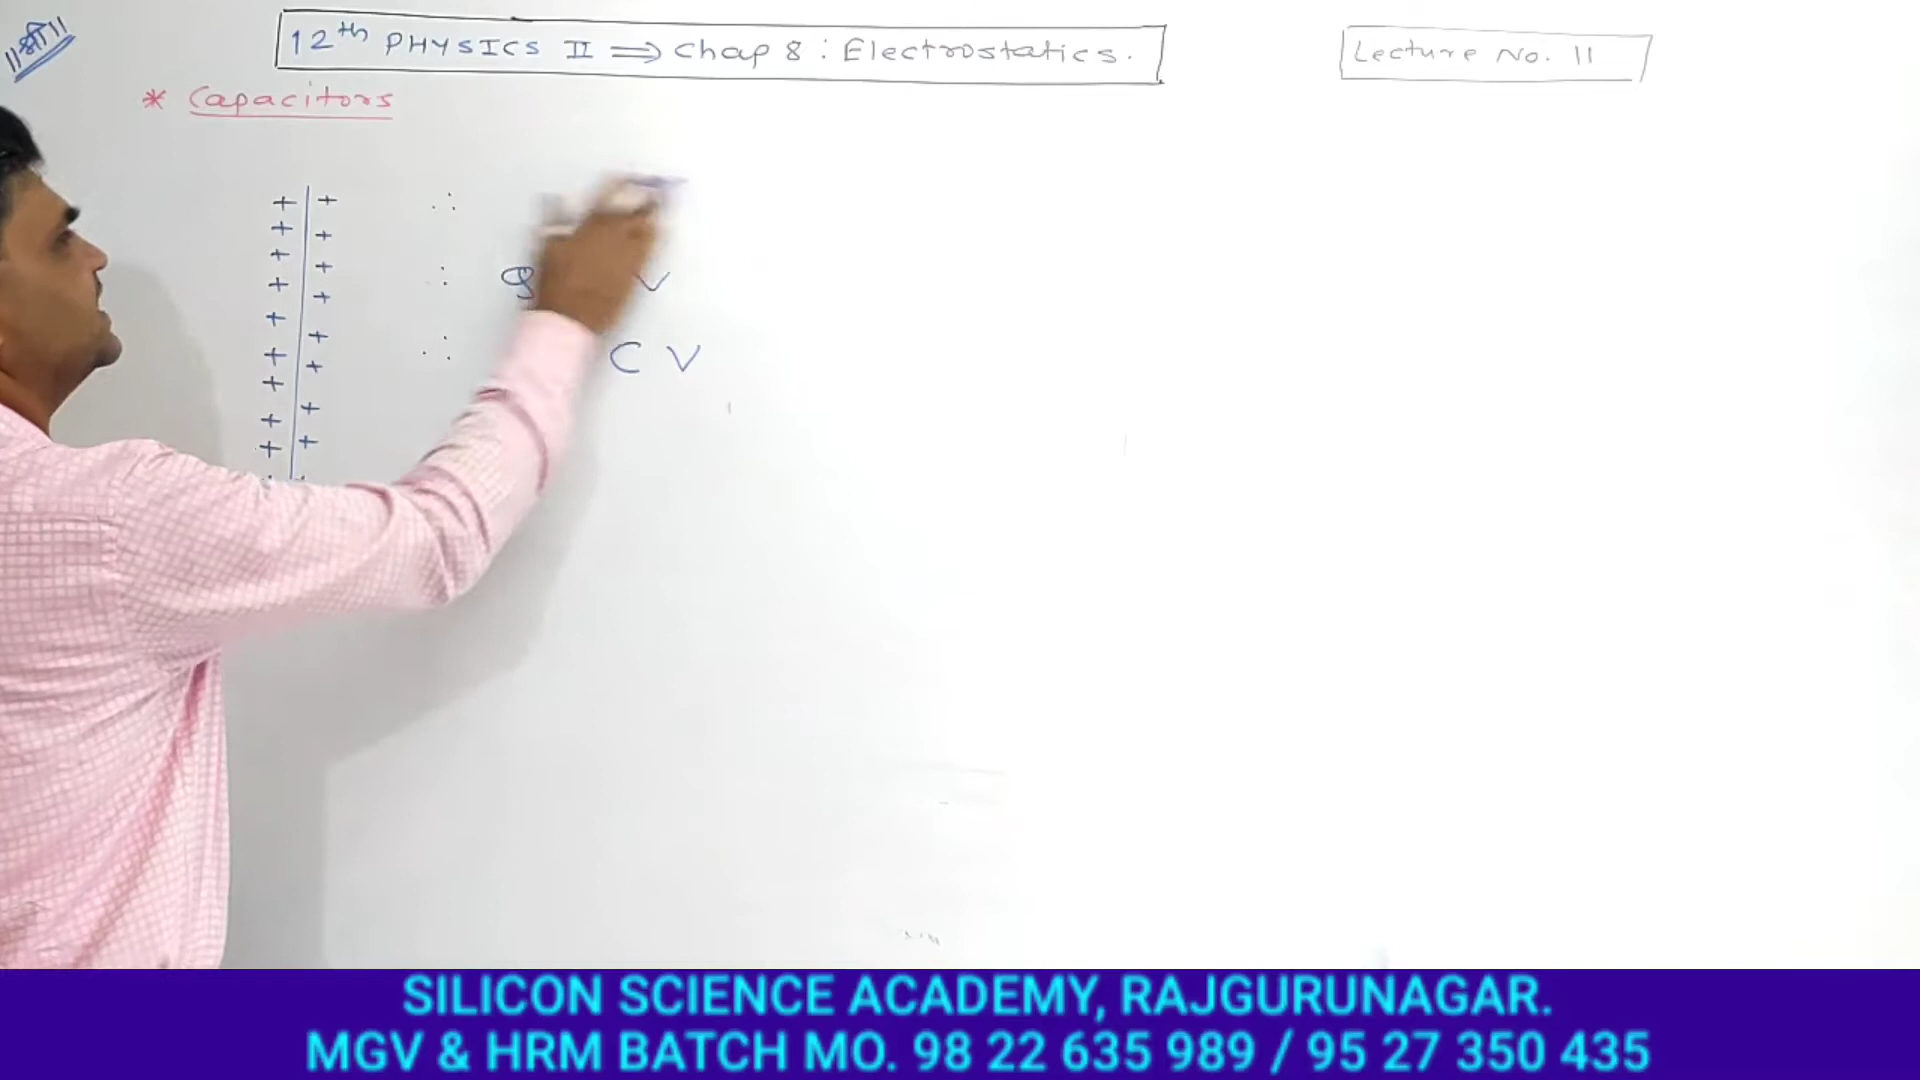 ॥श्री॥
12th PHYSICS II ⇒ Chap 8 : Electrostatics.
Lecture No. 11
* Capacitors
+ +
+ +
+ +
+ +
+ +
+ +
+ +
+ +
+
∴
∴ Q V
∴ C V
SILICON SCIENCE ACADEMY, RAJGURUNAGAR.
MGV & HRM BATCH MO. 98 22 635 989 / 95 27 350 435